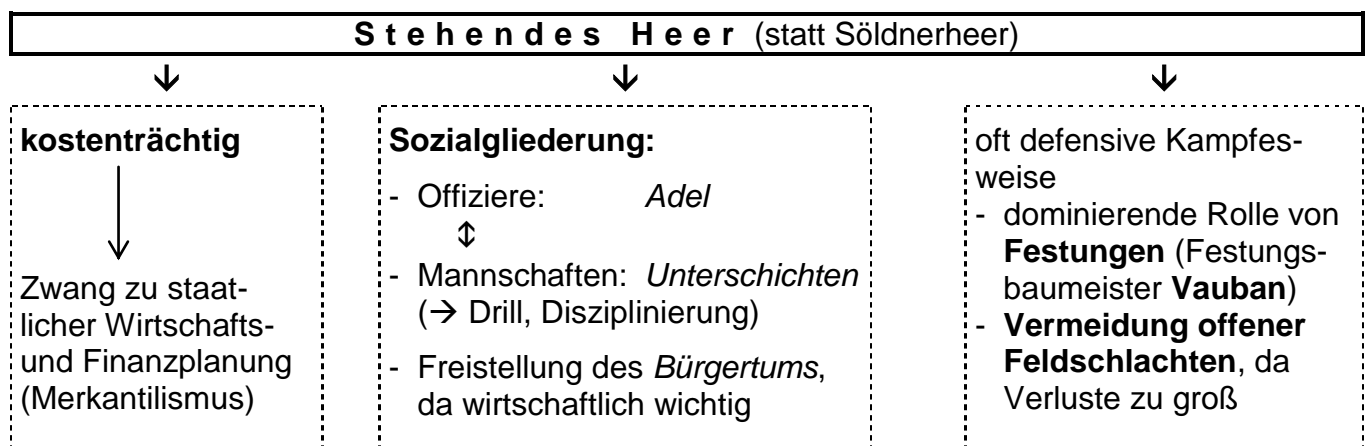 Stehendes Heer (statt Söldnerheer)
kostenträchtig
Zwang zu staat-
licher Wirtschafts-
und Finanzplanung
(Merkantilismus)
Sozialgliederung:
- Offiziere: Adel
- Mannschaften: Unterschichten
(→ Drill, Disziplinierung)
- Freistellung des Bürgertums,
da wirtschaftlich wichtig
oft defensive Kampfes-
weise
- dominierende Rolle von
Festungen (Festungs-
baumeister Vauban)
- Vermeidung offener
Feldschlachten, da
Verluste zu groß